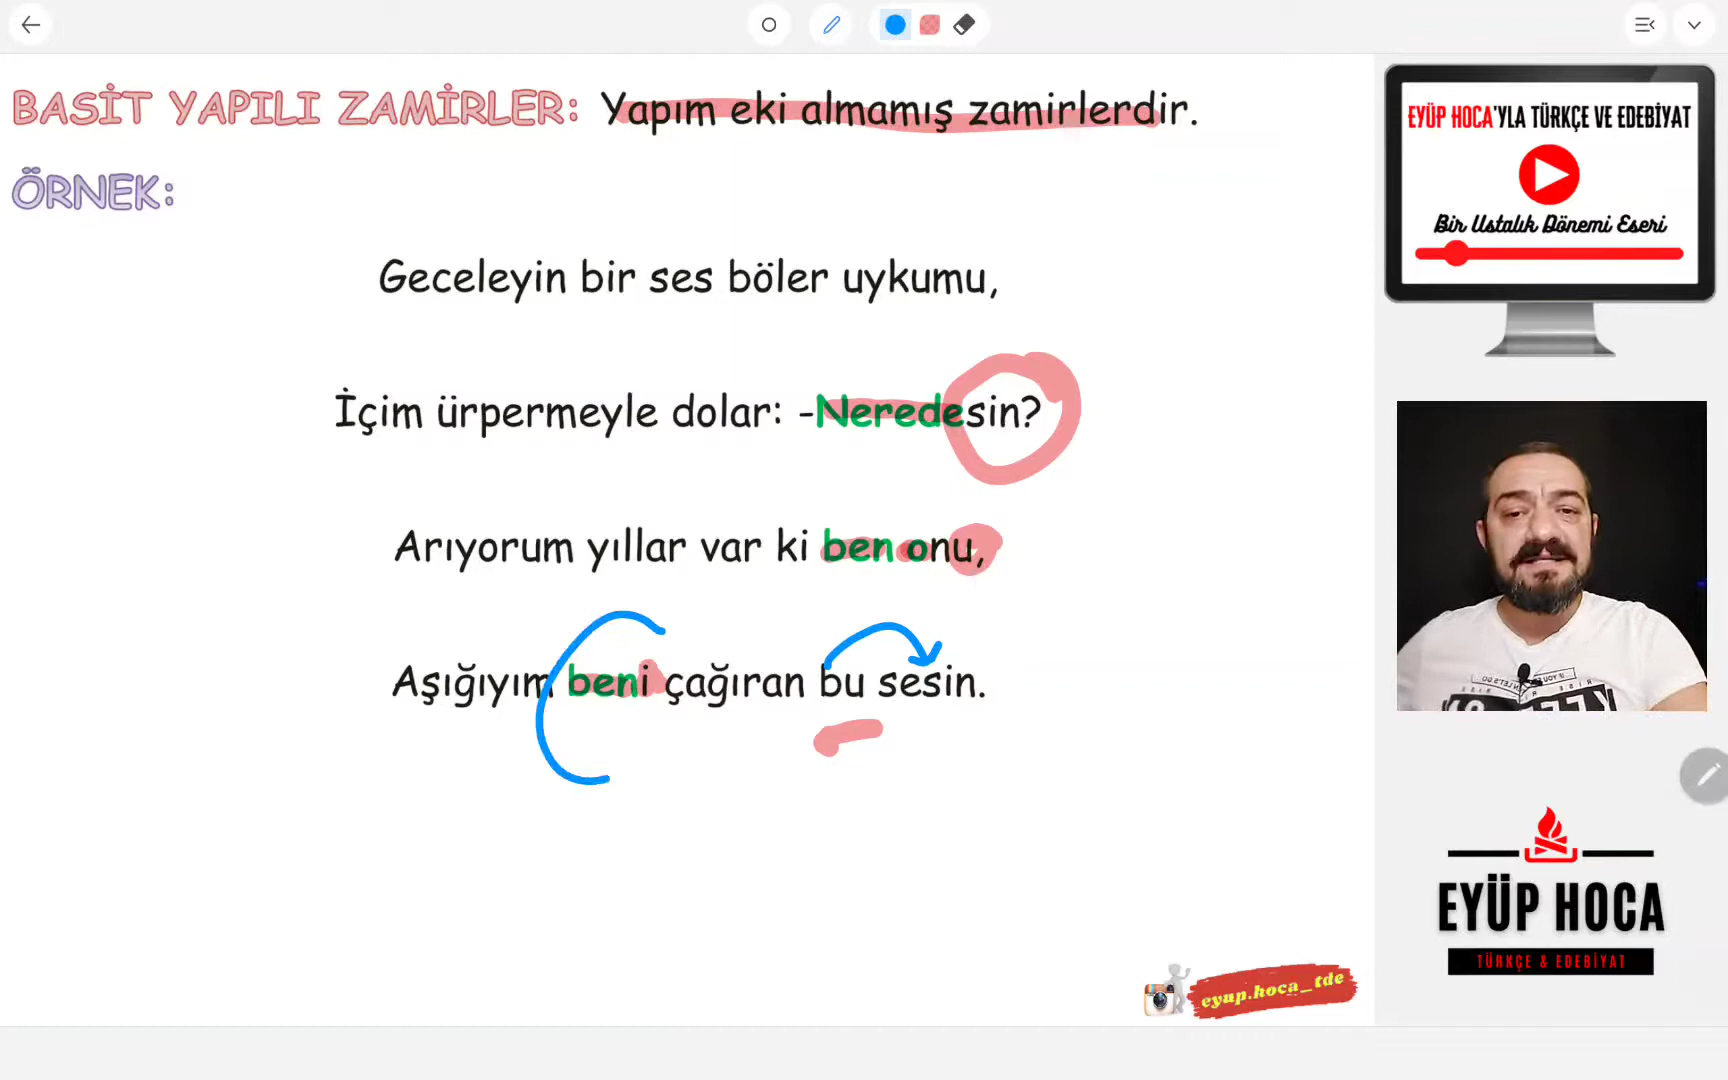 BASİT YAPILI ZAMİRLER: Yapım eki almamış zamirlerdir.
ÖRNEK:
Geceleyin bir ses böler uykumu,
İçim ürpermeyle dolar: -Neredesin?
Arıyorum yıllar var ki ben onu,
Aşığıyım beni çağıran bu sesin.
EYÜP HOCA'YLA TÜRKÇE VE EDEBİYAT
Bir Ustalık Dönemi Eseri
EYÜP HOCA
TÜRKÇE & EDEBİYAT
eyup.hoca_tde